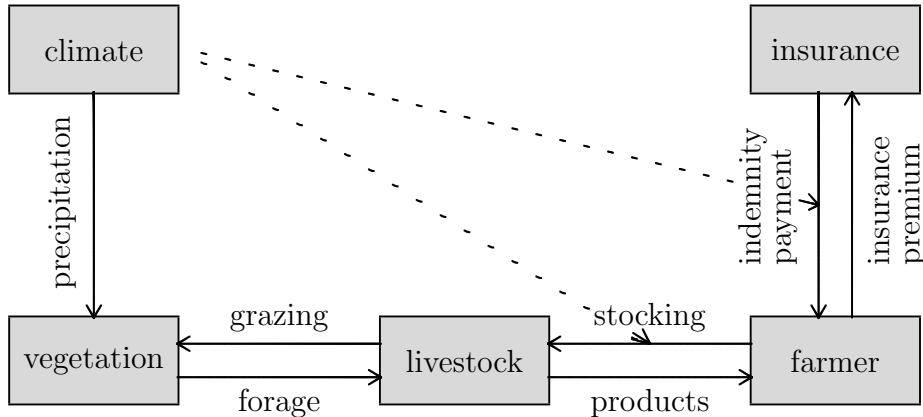 climate
insurance
precipitation
indemnity
payment
insurance
premium
grazing
stocking
vegetation
livestock
farmer
forage
products